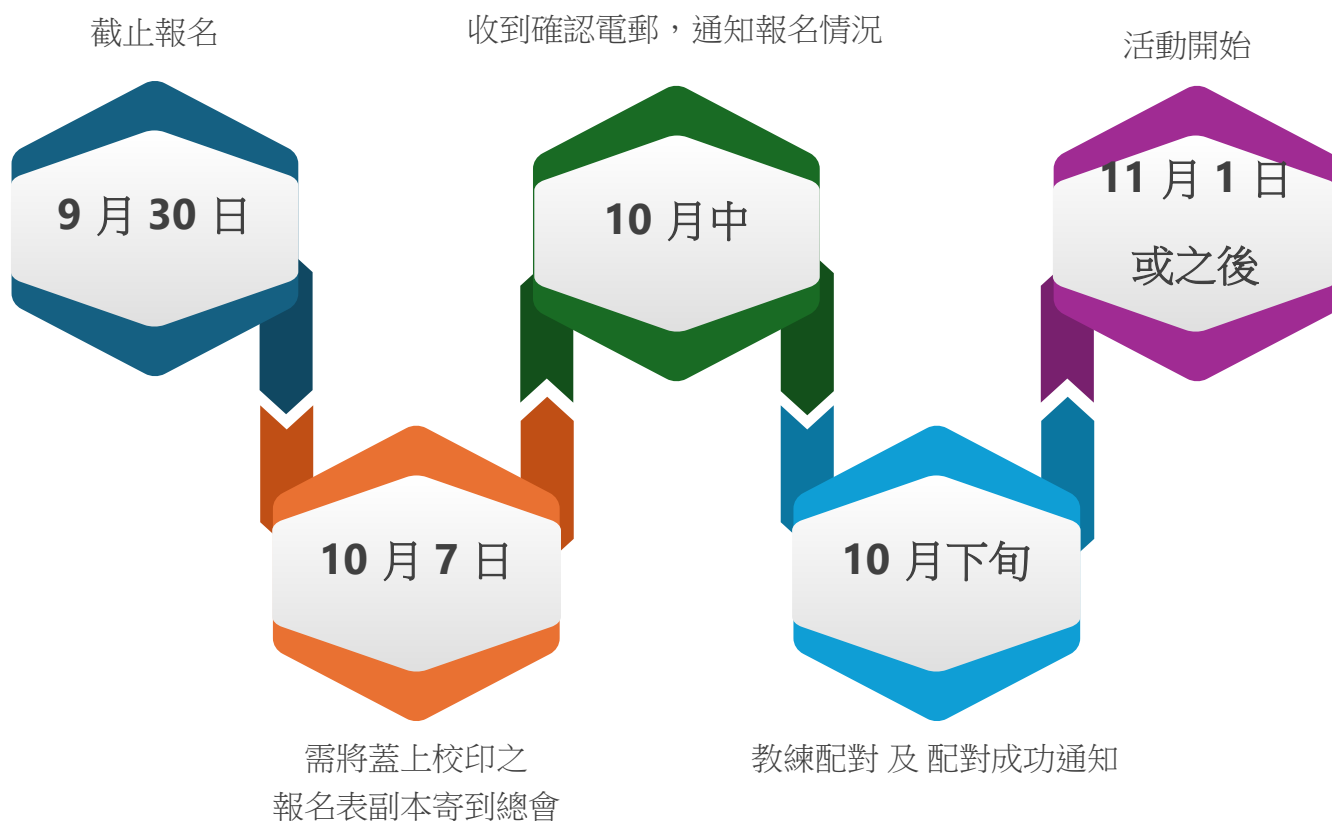 截止報名
9 月 30 日
需將蓋上校印之
報名表副本寄到總會
10 月 7 日
收到確認電郵，通知報名情況
10 月中
教練配對 及 配對成功通知
10 月下旬
活動開始
11 月 1 日
或之後